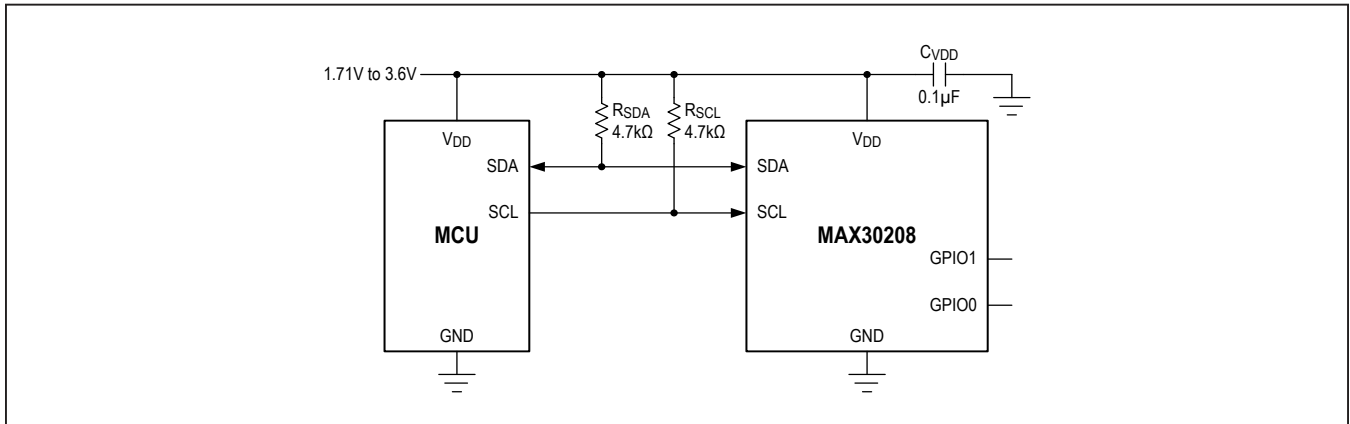 CVDD
1.71V to 3.6V
0.1µF
RSDA
4.7kΩ
RSCL
4.7kΩ
VDD
VDD
SDA
SDA
SCL
SCL
MCU
MAX30208
GPIO1
GPIO0
GND
GND